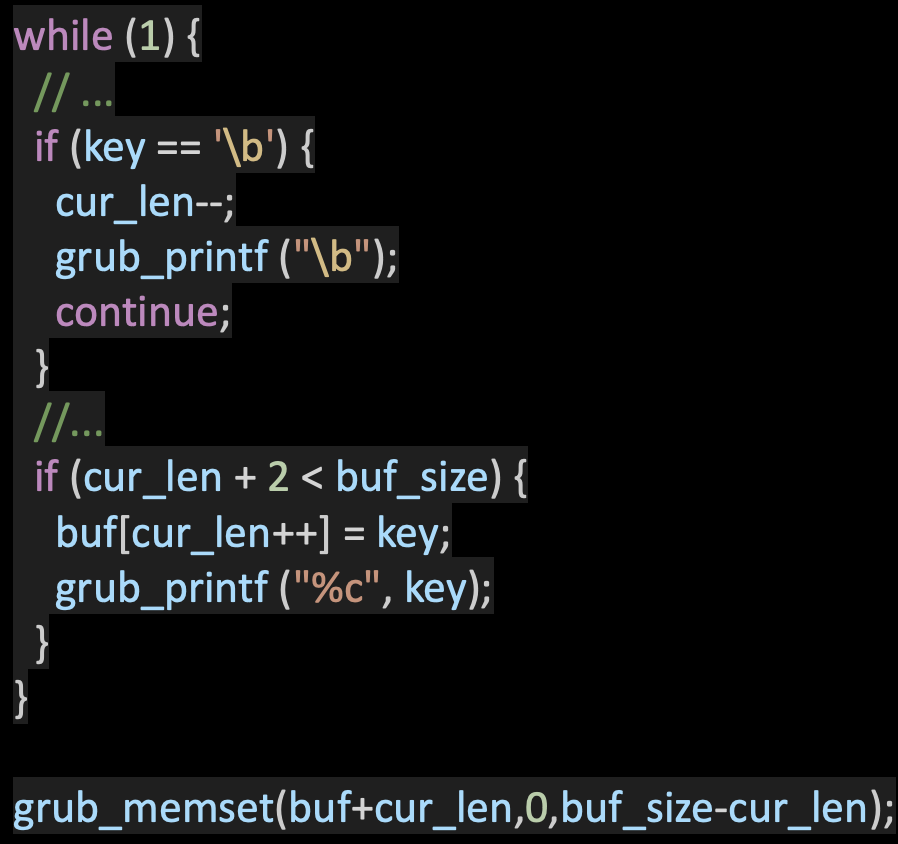 while (1) {
// ...
if (key == '\b') {
cur_len--;
grub_printf ("\b");
continue;
}
//...
if (cur_len + 2 < buf_size) {
buf[cur_len++] = key;
grub_printf ("%c", key);
}
}
grub_memset(buf+cur_len,0,buf_size-cur_len);